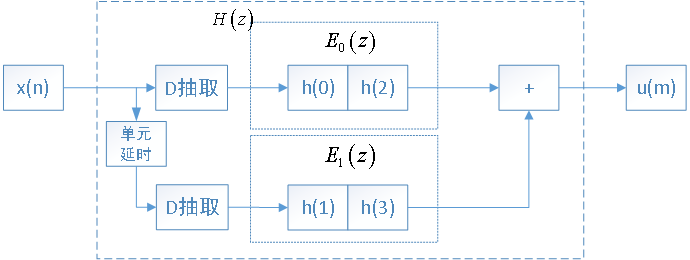 H(z)
E₀(z)
x(n)
D抽取
h(0)
h(2)
+
u(m)
单元
延时
E₁(z)
D抽取
h(1)
h(3)